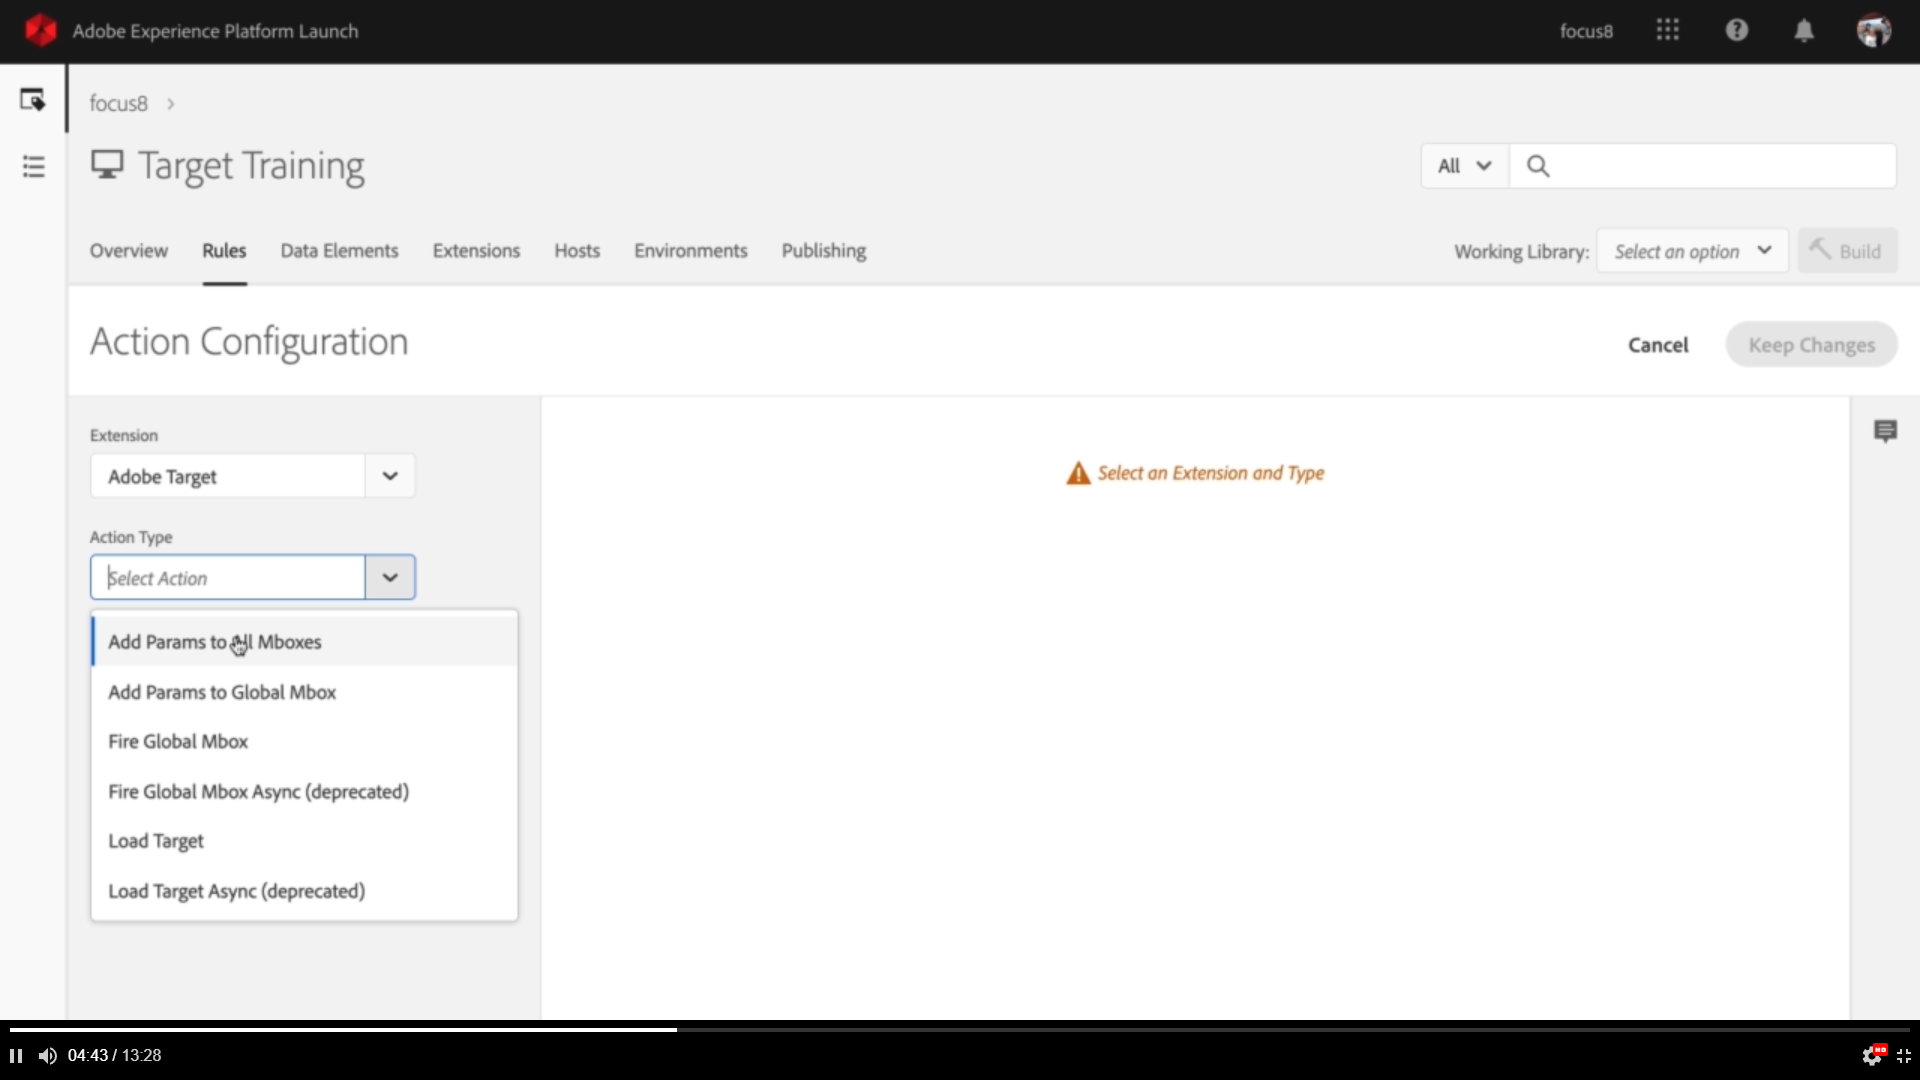 Adobe Experience Platform Launch
focus8
focus8
Target Training
All
Overview Rules Data Elements Extensions Hosts Environments Publishing
Working Library: Select an option Build
Action Configuration
Cancel Keep Changes
Extension
Adobe Target
Select an Extension and Type
Action Type
Select Action
Add Params to All Mboxes
Add Params to Global Mbox
Fire Global Mbox
Fire Global Mbox Async (deprecated)
Load Target
Load Target Async (deprecated)
04:43 / 13:28
HD